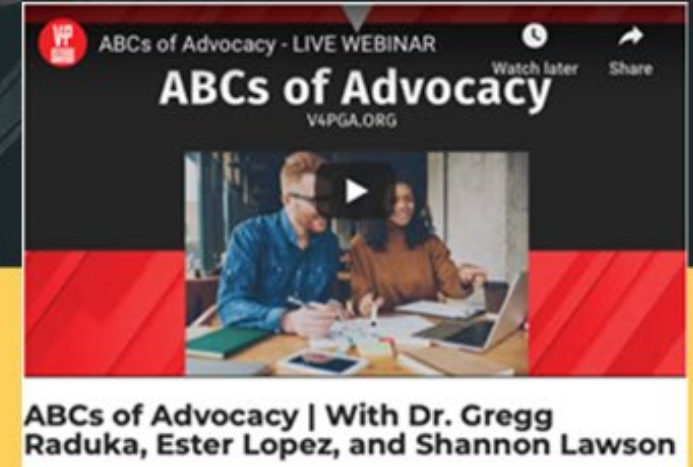 V4P
ABCs of Advocacy - LIVE WEBINAR
Watch later
Share
ABCs of Advocacy
V4PGA.ORG
ABCs of Advocacy | With Dr. Gregg
Raduka, Ester Lopez, and Shannon Lawson